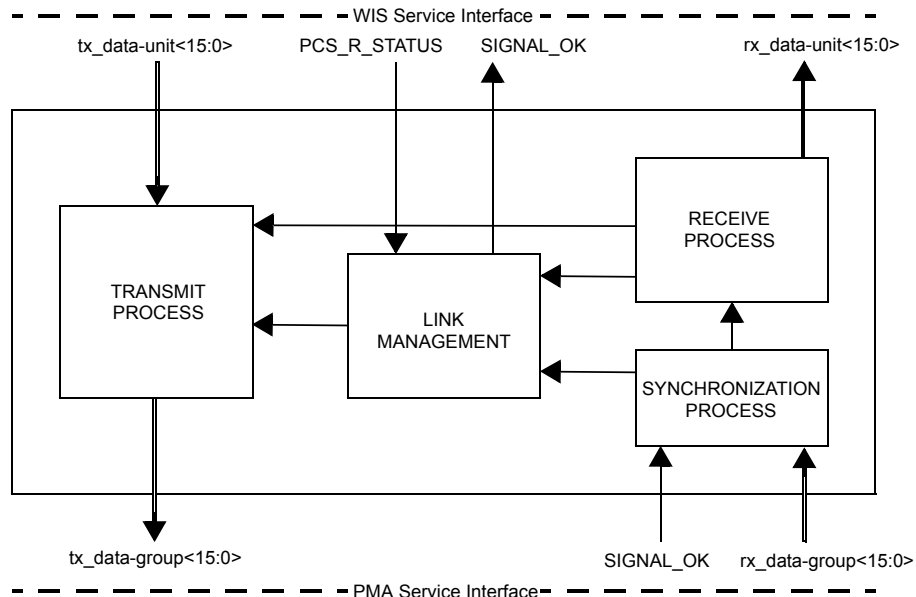 WIS Service Interface
tx_data-unit<15:0>
PCS_R_STATUS
SIGNAL_OK
rx_data-unit<15:0>
RECEIVE
PROCESS
TRANSMIT
PROCESS
LINK
MANAGEMENT
SYNCHRONIZATION
PROCESS
tx_data-group<15:0>
SIGNAL_OK
rx_data-group<15:0>
PMA Service Interface